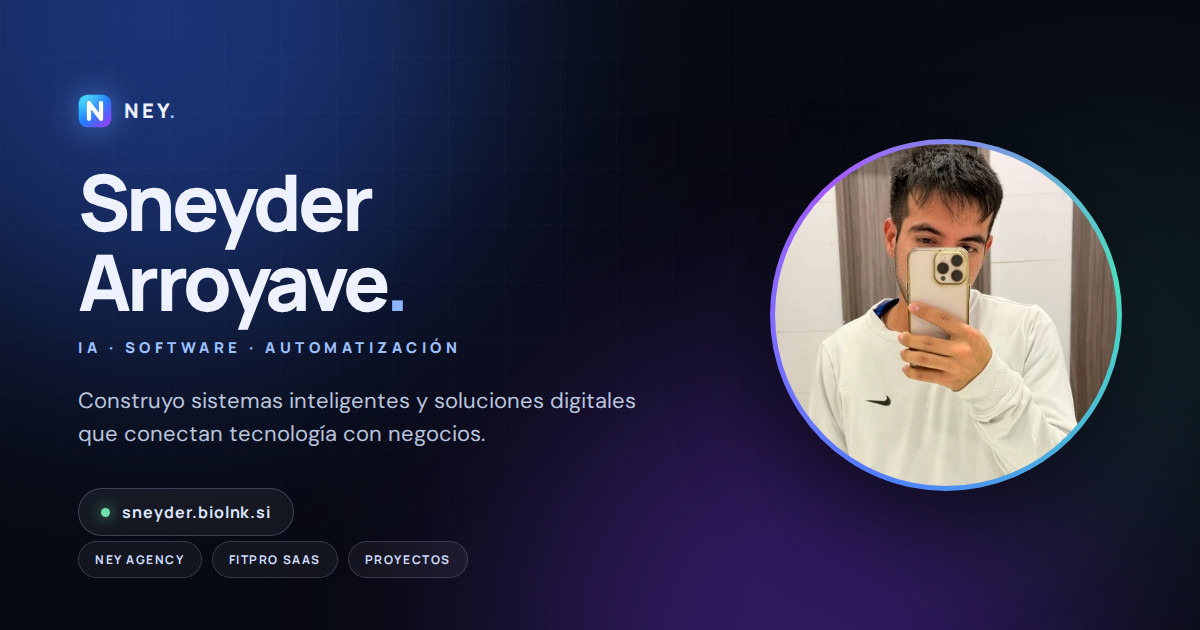 N NEY.
Sneyder
Arroyave.
IA · SOFTWARE · AUTOMATIZACIÓN
Construyo sistemas inteligentes y soluciones digitales
que conectan tecnología con negocios.
sneyder.biolnk.si
NEY AGENCY FITPRO SAAS PROYECTOS